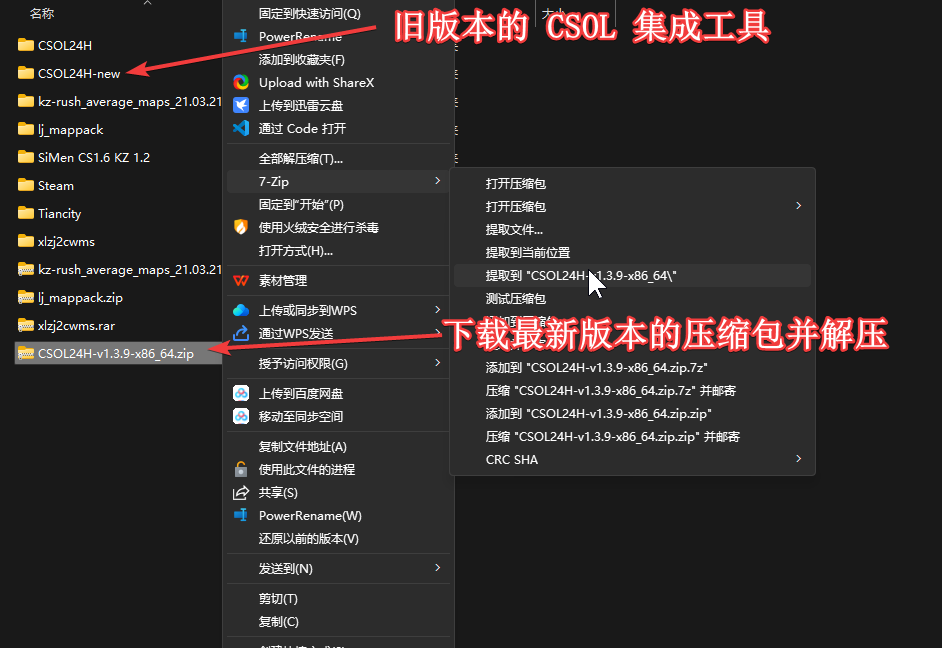 名称
大小
旧版本的 CSOL 集成工具
CSOL24H
CSOL24H-new
kz-rush_average_maps_21.03.21
lj_mappack
SiMen CS1.6 KZ 1.2
Steam
Tiancity
xlzj2cwms
kz-rush_average_maps_21.03.21
lj_mappack.zip
xlzj2cwms.rar
CSOL24H-v1.3.9-x86_64.zip
固定到快速访问(Q)
PowerRename
添加到收藏夹(F)
Upload with ShareX
上传到迅雷云盘
通过 Code 打开
全部解压缩(T)...
7-Zip
固定到"开始"(P)
使用火绒安全进行杀毒
打开方式(H)...
素材管理
上传或同步到WPS
通过WPS发送
授予访问权限(G)
上传到百度网盘
移动至同步空间
复制文件地址(A)
使用此文件的进程
共享(S)
PowerRename(W)
还原以前的版本(V)
发送到(N)
剪切(T)
复制(C)
打开压缩包
打开压缩包
提取文件...
提取到当前位置
提取到 "CSOL24H-v1.3.9-x86_64\"
测试压缩包
下载最新版本的压缩包并解压
添加到 "CSOL24H-v1.3.9-x86_64.zip.7z"
压缩 "CSOL24H-v1.3.9-x86_64.zip.7z" 并邮寄
添加到 "CSOL24H-v1.3.9-x86_64.zip.zip"
压缩 "CSOL24H-v1.3.9-x86_64.zip.zip" 并邮寄
CRC SHA